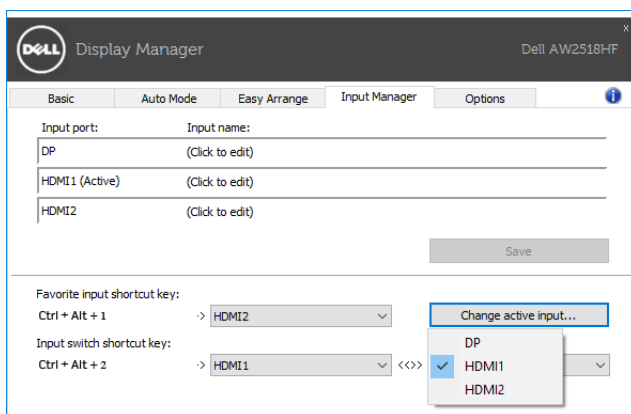 DELL Display Manager Dell AW2518HF x
Basic Auto Mode Easy Arrange Input Manager Options i
Input port: Input name:
DP (Click to edit)
HDMI1 (Active) (Click to edit)
HDMI2 (Click to edit)
Save
Favorite input shortcut key:
Ctrl + Alt + 1 -> HDMI2 Change active input...
Input switch shortcut key:
DP
Ctrl + Alt + 2 -> HDMI1 <<>> HDMI1
HDMI2